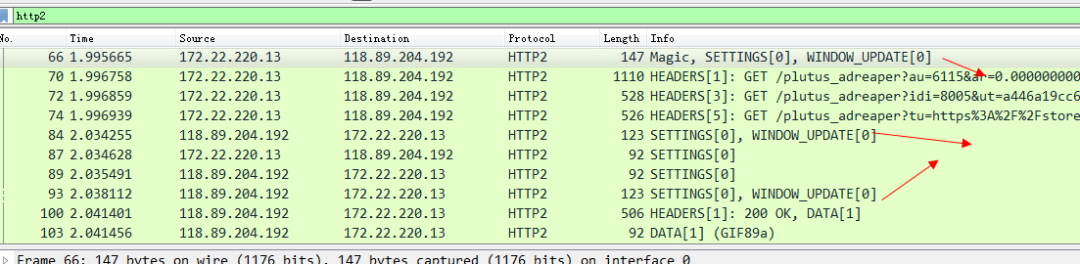 http2
No. Time Source Destination Protocol Length Info
66 1.995665 172.22.220.13 118.89.204.192 HTTP2 147 Magic, SETTINGS[0], WINDOW_UPDATE[0]
70 1.996758 172.22.220.13 118.89.204.192 HTTP2 1110 HEADERS[1]: GET /plutus_adreaper?au=6115&ar=0.000000000
72 1.996859 172.22.220.13 118.89.204.192 HTTP2 528 HEADERS[3]: GET /plutus_adreaper?idi=8005&ut=a446a19cc6
74 1.996939 172.22.220.13 118.89.204.192 HTTP2 526 HEADERS[5]: GET /plutus_adreaper?tu=https%3A%2F%2Fstore
84 2.034255 118.89.204.192 172.22.220.13 HTTP2 123 SETTINGS[0], WINDOW_UPDATE[0]
87 2.034628 172.22.220.13 118.89.204.192 HTTP2 92 SETTINGS[0]
89 2.035491 118.89.204.192 172.22.220.13 HTTP2 92 SETTINGS[0]
93 2.038112 118.89.204.192 172.22.220.13 HTTP2 123 SETTINGS[0], WINDOW_UPDATE[0]
100 2.041401 118.89.204.192 172.22.220.13 HTTP2 506 HEADERS[1]: 200 OK, DATA[1]
103 2.041456 118.89.204.192 172.22.220.13 HTTP2 92 DATA[1] (GIF89a)
Frame 66: 147 bytes on wire (1176 bits), 147 bytes captured (1176 bits) on interface 0